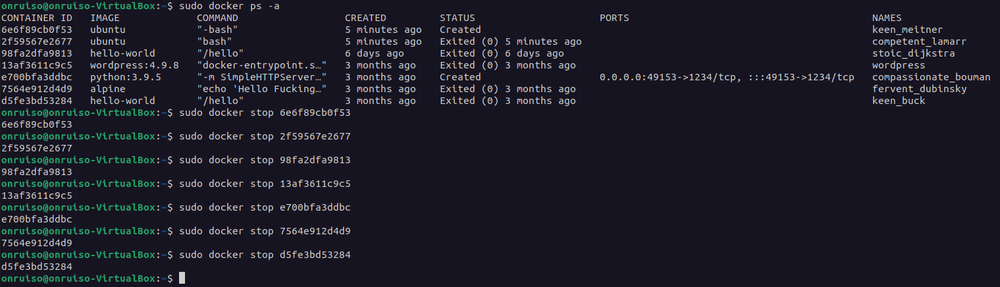 onruiso@onruiso-VirtualBox:~$ sudo docker ps -a
CONTAINER ID   IMAGE             COMMAND                  CREATED         STATUS                     PORTS                                         NAMES
6e6f89cb0f53   ubuntu            "-bash"                  5 minutes ago   Created                                                                  keen_meitner
2f59567e2677   ubuntu            "bash"                   5 minutes ago   Exited (0) 5 minutes ago                                                 competent_lamarr
98fa2dfa9813   hello-world       "/hello"                 6 days ago      Exited (0) 6 days ago                                                    stoic_dijkstra
13af3611c9c5   wordpress:4.9.8   "docker-entrypoint.s…"   3 months ago    Exited (0) 3 months ago                                                  wordpress
e700bfa3ddbc   python:3.9.5      "-m SimpleHTTPServer…"   3 months ago    Created                    0.0.0.0:49153->1234/tcp, :::49153->1234/tcp   compassionate_bouman
7564e912d4d9   alpine            "echo 'Hello Fucking…"   3 months ago    Exited (0) 3 months ago                                                  fervent_dubinsky
d5fe3bd53284   hello-world       "/hello"                 3 months ago    Exited (0) 3 months ago                                                  keen_buck
onruiso@onruiso-VirtualBox:~$ sudo docker stop 6e6f89cb0f53
6e6f89cb0f53
onruiso@onruiso-VirtualBox:~$ sudo docker stop 2f59567e2677
2f59567e2677
onruiso@onruiso-VirtualBox:~$ sudo docker stop 98fa2dfa9813
98fa2dfa9813
onruiso@onruiso-VirtualBox:~$ sudo docker stop 13af3611c9c5
13af3611c9c5
onruiso@onruiso-VirtualBox:~$ sudo docker stop e700bfa3ddbc
e700bfa3ddbc
onruiso@onruiso-VirtualBox:~$ sudo docker stop 7564e912d4d9
7564e912d4d9
onruiso@onruiso-VirtualBox:~$ sudo docker stop d5fe3bd53284
d5fe3bd53284
onruiso@onruiso-VirtualBox:~$